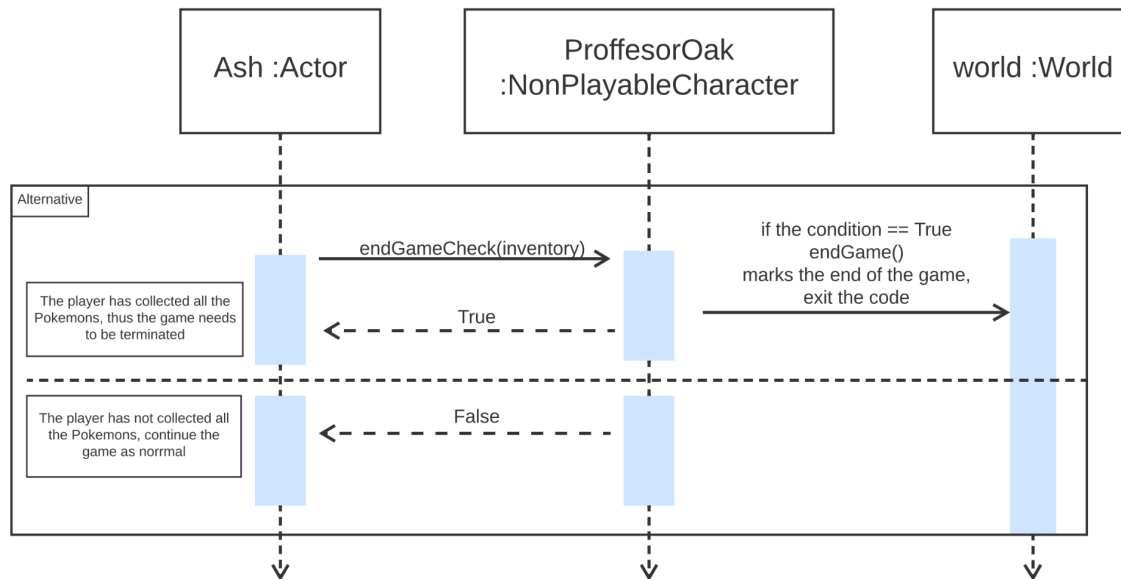 Ash :Actor
ProffesorOak
:NonPlayableCharacter
world :World
Alternative
endGameCheck(inventory)
if the condition == True
endGame()
marks the end of the game,
exit the code
The player has collected all the
Pokemons, thus the game needs
to be terminated
True
The player has not collected all
the Pokemons, continue the
game as norrmal
False